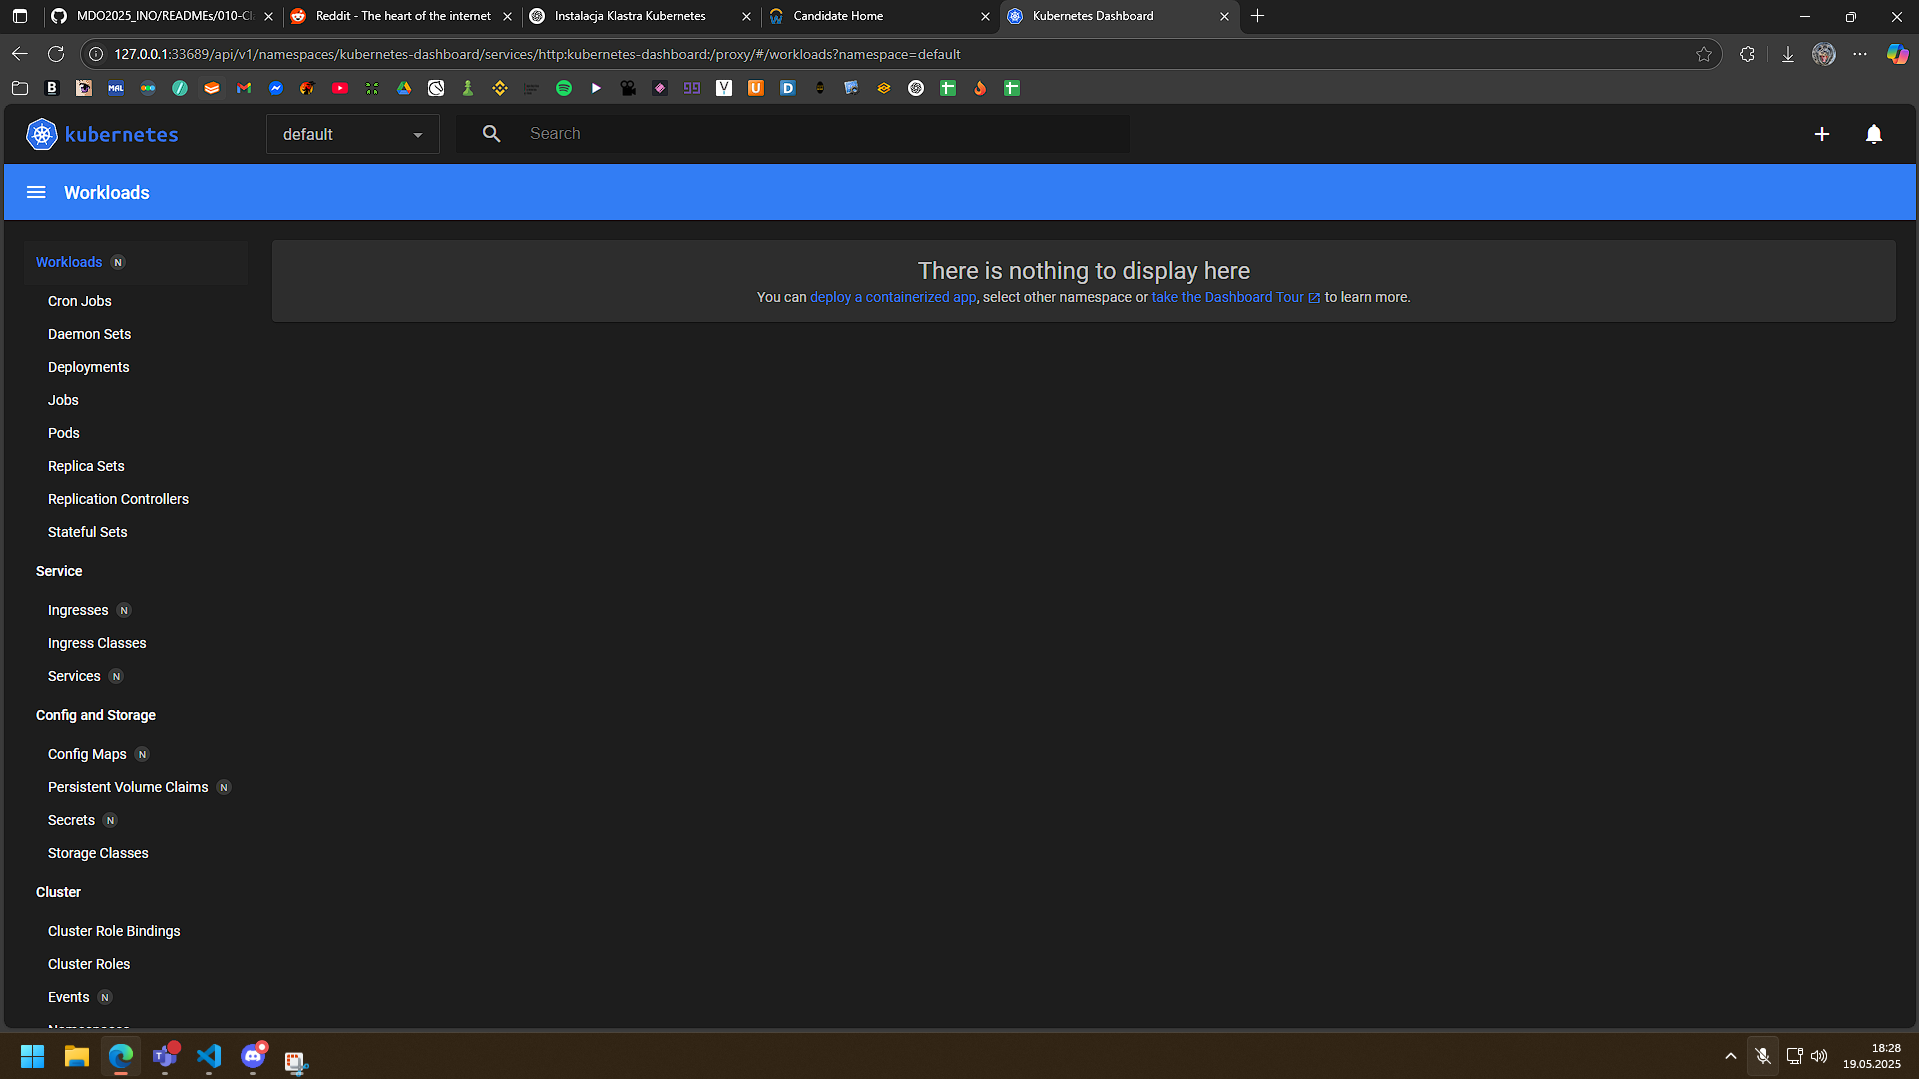 MDO2025_INO/READMEs/010-Cl
Reddit - The heart of the internet
Instalacja Klastra Kubernetes
Candidate Home
Kubernetes Dashboard
127.0.0.1:33689/api/v1/namespaces/kubernetes-dashboard/services/http:kubernetes-dashboard:/proxy/#/workloads?namespace=default
kubernetes
default
Search
Workloads
Workloads N
Cron Jobs
Daemon Sets
Deployments
Jobs
Pods
Replica Sets
Replication Controllers
Stateful Sets
Service
Ingresses N
Ingress Classes
Services N
Config and Storage
Config Maps N
Persistent Volume Claims N
Secrets N
Storage Classes
Cluster
Cluster Role Bindings
Cluster Roles
Events N
Namespaces
There is nothing to display here
You can deploy a containerized app, select other namespace or take the Dashboard Tour to learn more.
18:28
19.05.2025